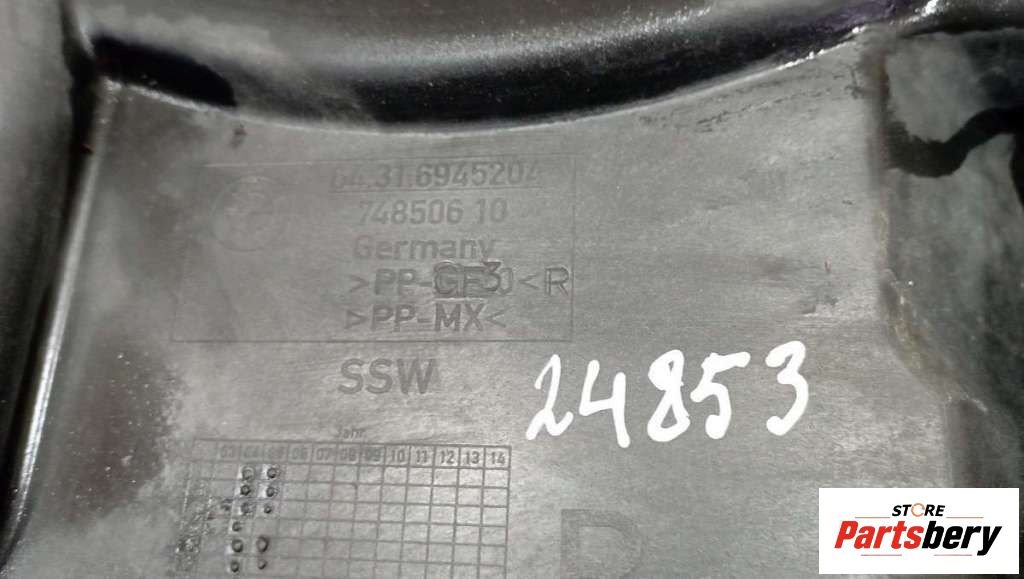 64.31.6945204
748506 10
Germany
>PP-GF30<R
>PP-MX<
SSW
24853
Jahr
03 04 05 06 07 08 09 10 11 12 13 14
STORE
Partsbery